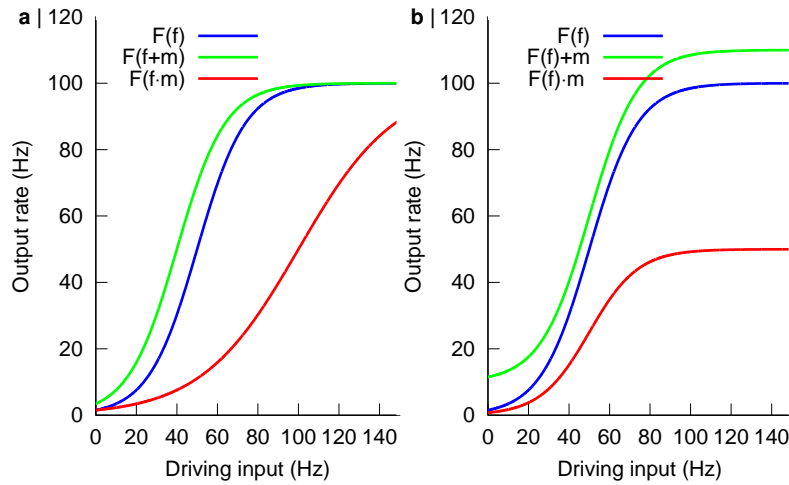 a |
120
100
80
60
40
20
0
Output rate (Hz)
F(f)
F(f+m)
F(f·m)
0 20 40 60 80 100 120 140
Driving input (Hz)
b |
120
100
80
60
40
20
0
Output rate (Hz)
F(f)
F(f)+m
F(f)·m
0 20 40 60 80 100 120 140
Driving input (Hz)